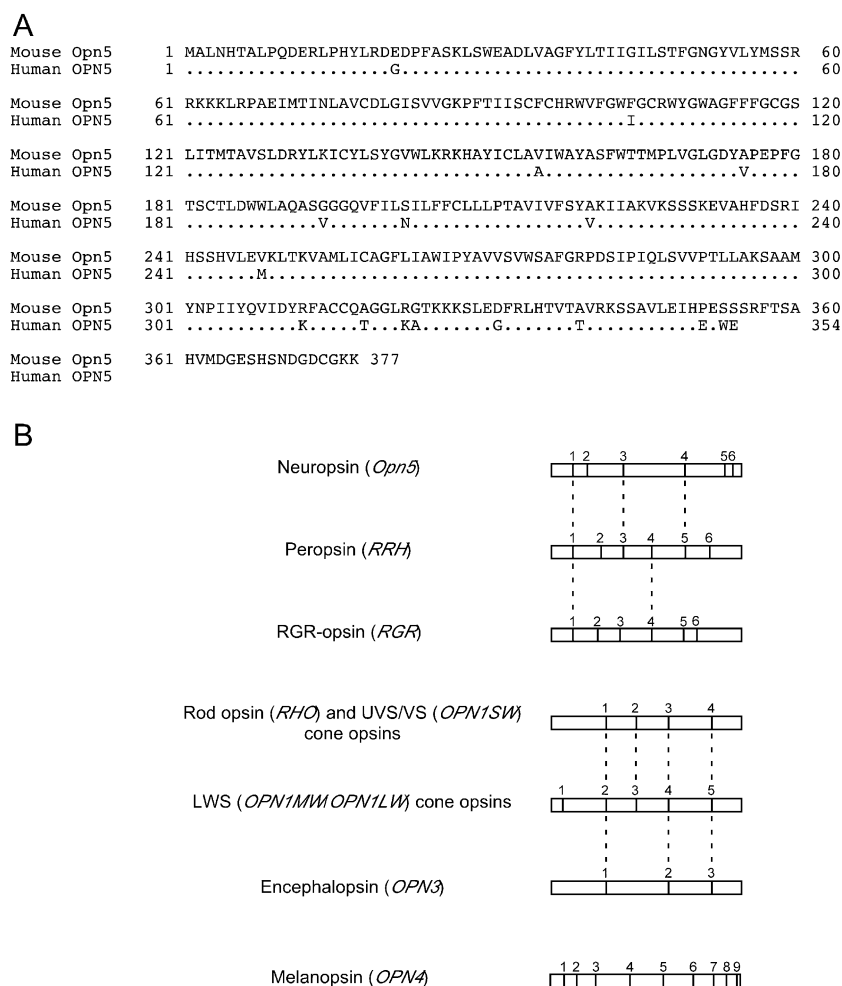 A
Mouse Opn5 1 MALNHTALPQDERLPHYLRDEDPFASKLSWEADLVAGFYLTIIGILSTFGNGYVLYMSSR 60
Human OPN5 1 ....................G....................................... 60
Mouse Opn5 61 RKKKLRPAEIMTINLAVCDLGISVVGKPFTIISCFCHRWVFGWFGCRWYGWAGFFFGCGS 120
Human OPN5 61 ...........................................I................ 120
Mouse Opn5 121 LITMTAVSLDRYLKICYLSYGVWLKRKHAYICLAVIWAYASFWTTMPLVGLGDYAPEPFG 180
Human OPN5 121 ..................................A...................V..... 180
Mouse Opn5 181 TSCTLDWWLAQASGGGQVFILSILFFCLLLPTAVIVFSYAKIIAKVKSSSKEVAHFDSRI 240
Human OPN5 181 .............V.......N.................V.................... 240
Mouse Opn5 241 HSSHVLEVKLTKVAMLICAGFLIAWIPYAVVSVWSAFGRPDSIPIQLSVVPTLLAKSAAM 300
Human OPN5 241 .......M.................................................... 300
Mouse Opn5 301 YNPIIYQVIDYRFACCQAGGLRGTKKKSLEDFRLHTVTAVRKSSAVLEIHPESSSRFTSA 360
Human OPN5 301 ...........K.....T...KA.......G.......T...........E.WE 354
Mouse Opn5 361 HVMDGESHSNDGDCGKK 377
Human OPN5
B
1 2 3 4 5 6
Neuropsin (Opn5)
1 2 3 4 5 6
Peropsin (RRH)
1 2 3 4 5 6
RGR-opsin (RGR)
1 2 3 4
Rod opsin (RHO) and UVS/VS (OPN1SW)
cone opsins
1 2 3 4 5
LWS (OPN1MW/OPN1LW) cone opsins
1 2 3
Encephalopsin (OPN3)
1 2 3 4 5 6 7 8 9
Melanopsin (OPN4)